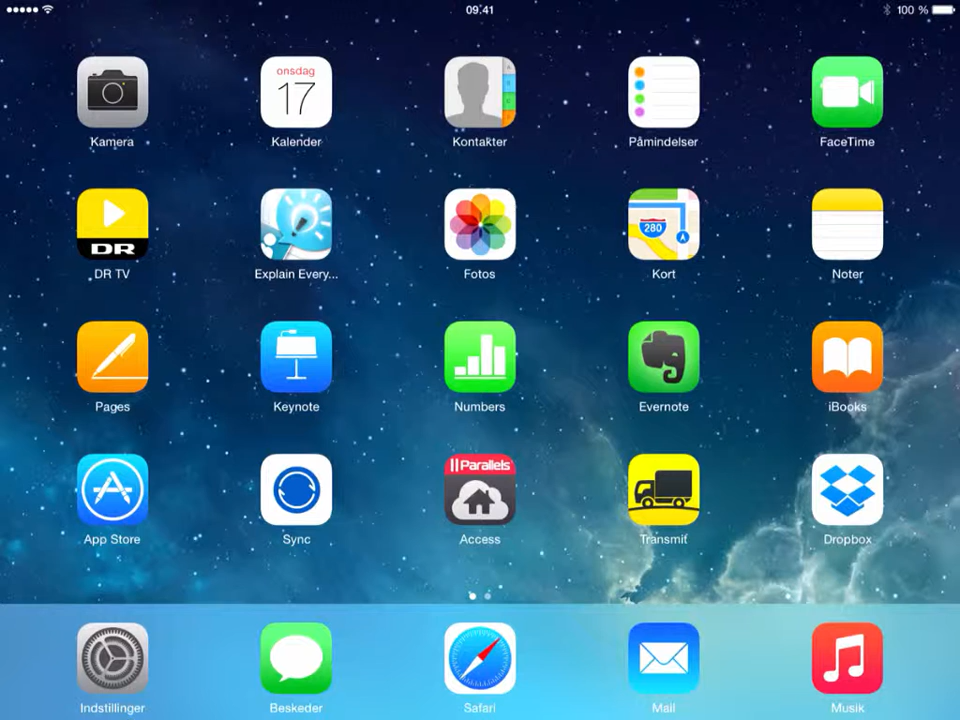 09.41
100 %
onsdag
17
Kamera
Kalender
Kontakter
Påmindelser
FaceTime
DR
280
A
DR TV
Explain Every...
Fotos
Kort
Noter
Pages
Keynote
Numbers
Evernote
iBooks
Parallels
App Store
Sync
Access
Transmit
Dropbox
Indstillinger
Beskeder
Safari
Mail
Musik